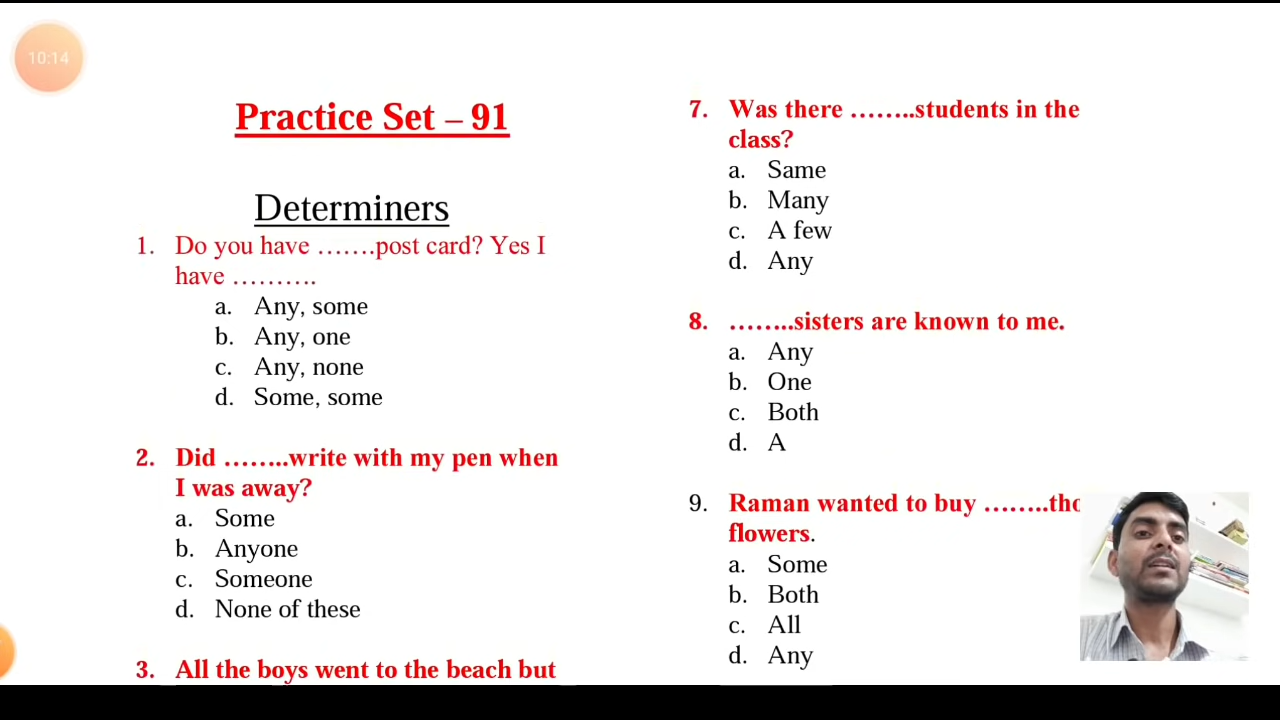 10:14
Practice Set – 91
Determiners
1. Do you have …….post card? Yes I
have ……….
a. Any, some
b. Any, one
c. Any, none
d. Some, some
2. Did ……..write with my pen when
I was away?
a. Some
b. Anyone
c. Someone
d. None of these
3. All the boys went to the beach but
7. Was there ……..students in the
class?
a. Same
b. Many
c. A few
d. Any
8. ……..sisters are known to me.
a. Any
b. One
c. Both
d. A
9. Raman wanted to buy ……..
flowers.
a. Some
b. Both
c. All
d. Any